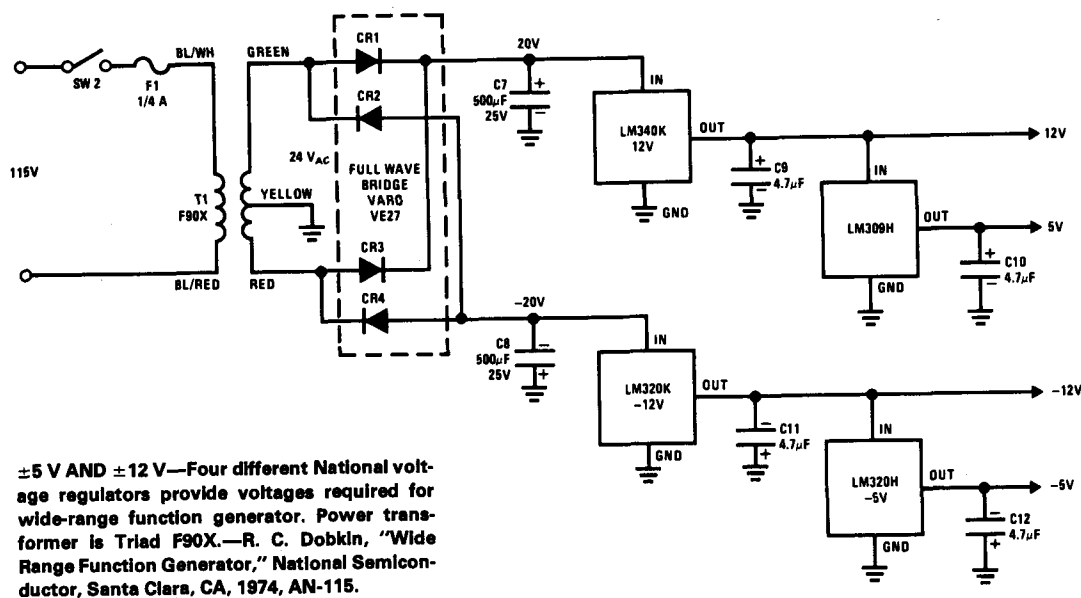 115V
SW 2
F1
1/4 A
BL/WH
BL/RED
T1
F90X
GREEN
YELLOW
RED
24 VAC
CR1
CR2
FULL WAVE
BRIDGE
VARO
VE27
CR3
CR4
20V
C7
500μF
25V
+
−
IN
LM340K
12V
OUT
GND
+
−
C9
4.7μF
12V
IN
LM309H
OUT
GND
+
−
C10
4.7μF
5V
−20V
C8
500μF
25V
−
+
IN
LM320K
−12V
OUT
GND
−
+
C11
4.7μF
−12V
IN
LM320H
−5V
OUT
GND
−
+
C12
4.7μF
−5V
±5 V AND ±12 V—Four different National volt-
age regulators provide voltages required for
wide-range function generator. Power trans-
former is Triad F90X.—R. C. Dobkin, "Wide
Range Function Generator," National Semicon-
ductor, Santa Clara, CA, 1974, AN-115.